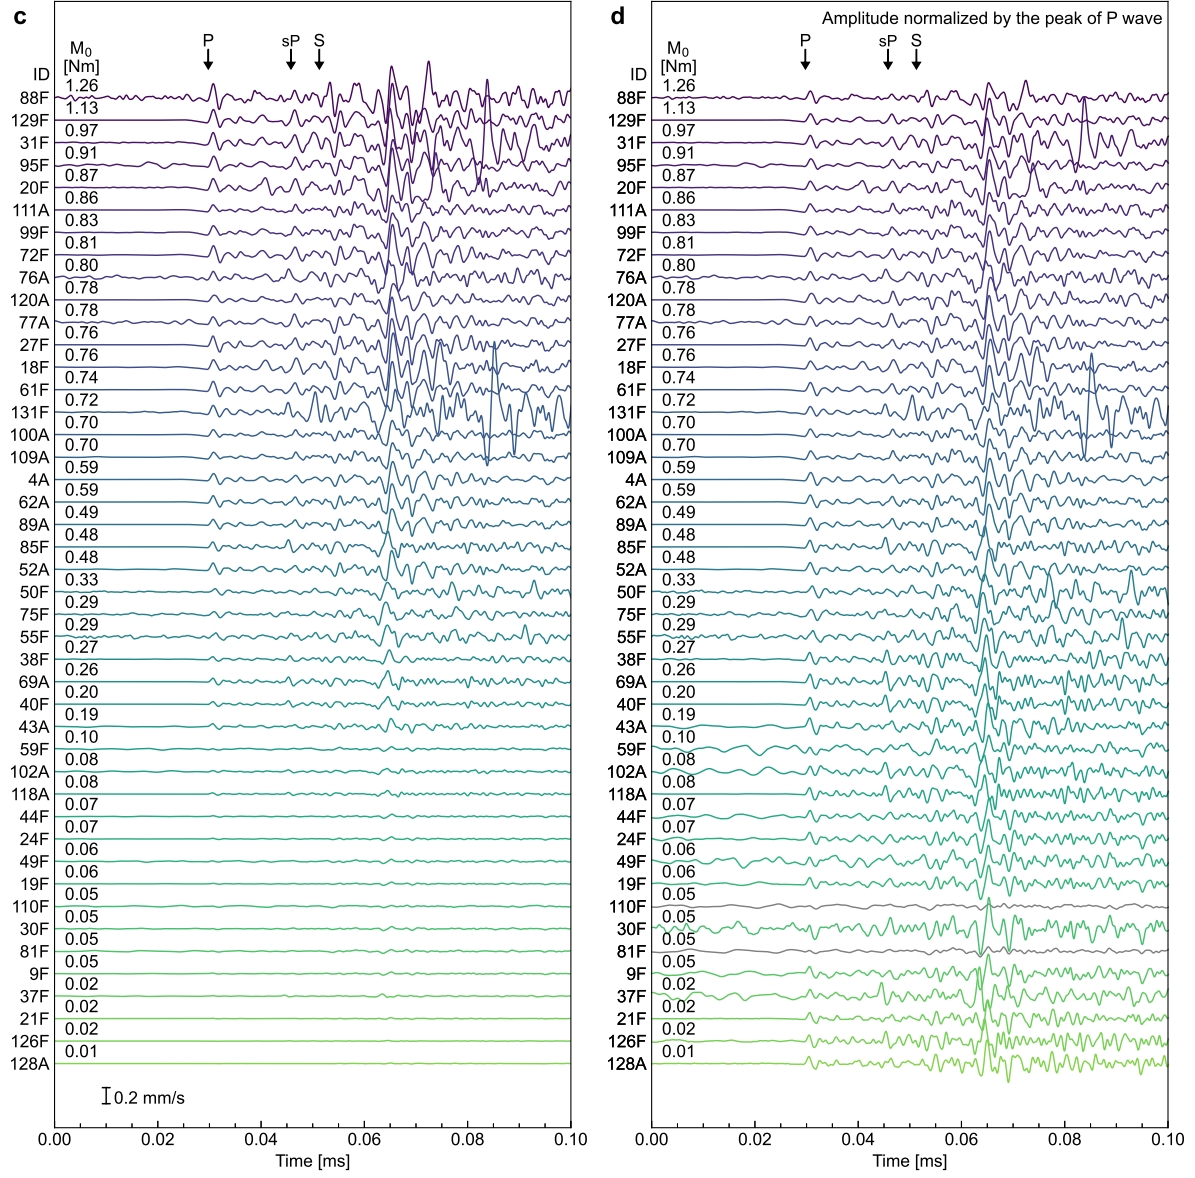 c
P sP S
M0
[Nm]
ID
1.26
88F
1.13
129F
0.97
31F
0.91
95F
0.87
20F
0.86
111A
0.83
99F
0.81
72F
0.80
76A
0.78
120A
0.78
77A
0.76
27F
0.76
18F
0.74
61F
0.72
131F
0.70
100A
0.70
109A
0.59
4A
0.59
62A
0.49
89A
0.48
85F
0.48
52A
0.33
50F
0.29
75F
0.29
55F
0.27
38F
0.26
69A
0.20
40F
0.19
43A
0.10
59F
0.08
102A
0.08
118A
0.07
44F
0.07
24F
0.06
49F
0.06
19F
0.05
110F
0.05
30F
0.05
81F
0.05
9F
0.02
37F
0.02
21F
0.02
126F
0.01
128A
0.2 mm/s
0.00 0.02 0.04 0.06 0.08 0.10
Time [ms]
d
Amplitude normalized by the peak of P wave
P sP S
M0
[Nm]
ID
1.26
88F
1.13
129F
0.97
31F
0.91
95F
0.87
20F
0.86
111A
0.83
99F
0.81
72F
0.80
76A
0.78
120A
0.78
77A
0.76
27F
0.76
18F
0.74
61F
0.72
131F
0.70
100A
0.70
109A
0.59
4A
0.59
62A
0.49
89A
0.48
85F
0.48
52A
0.33
50F
0.29
75F
0.29
55F
0.27
38F
0.26
69A
0.20
40F
0.19
43A
0.10
59F
0.08
102A
0.08
118A
0.07
44F
0.07
24F
0.06
49F
0.06
19F
0.05
110F
0.05
30F
0.05
81F
0.05
9F
0.02
37F
0.02
21F
0.02
126F
0.01
128A
0.00 0.02 0.04 0.06 0.08 0.10
Time [ms]